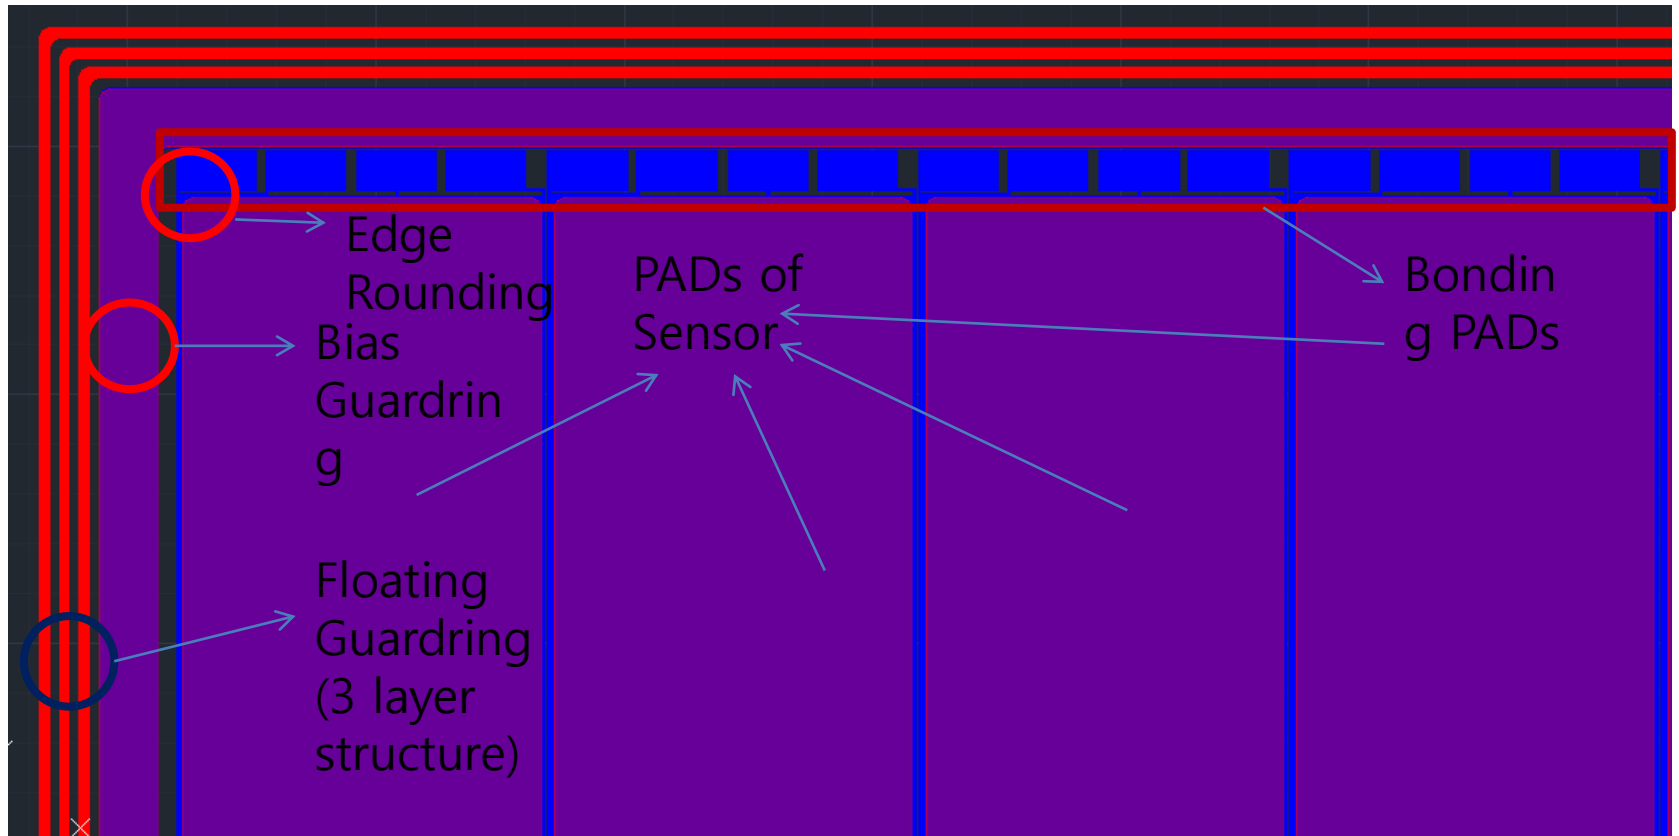 Edge
Rounding
Bias
Guardrin
g
Floating
Guardring
(3 layer
structure)
PADs of
Sensor
Bondin
g PADs